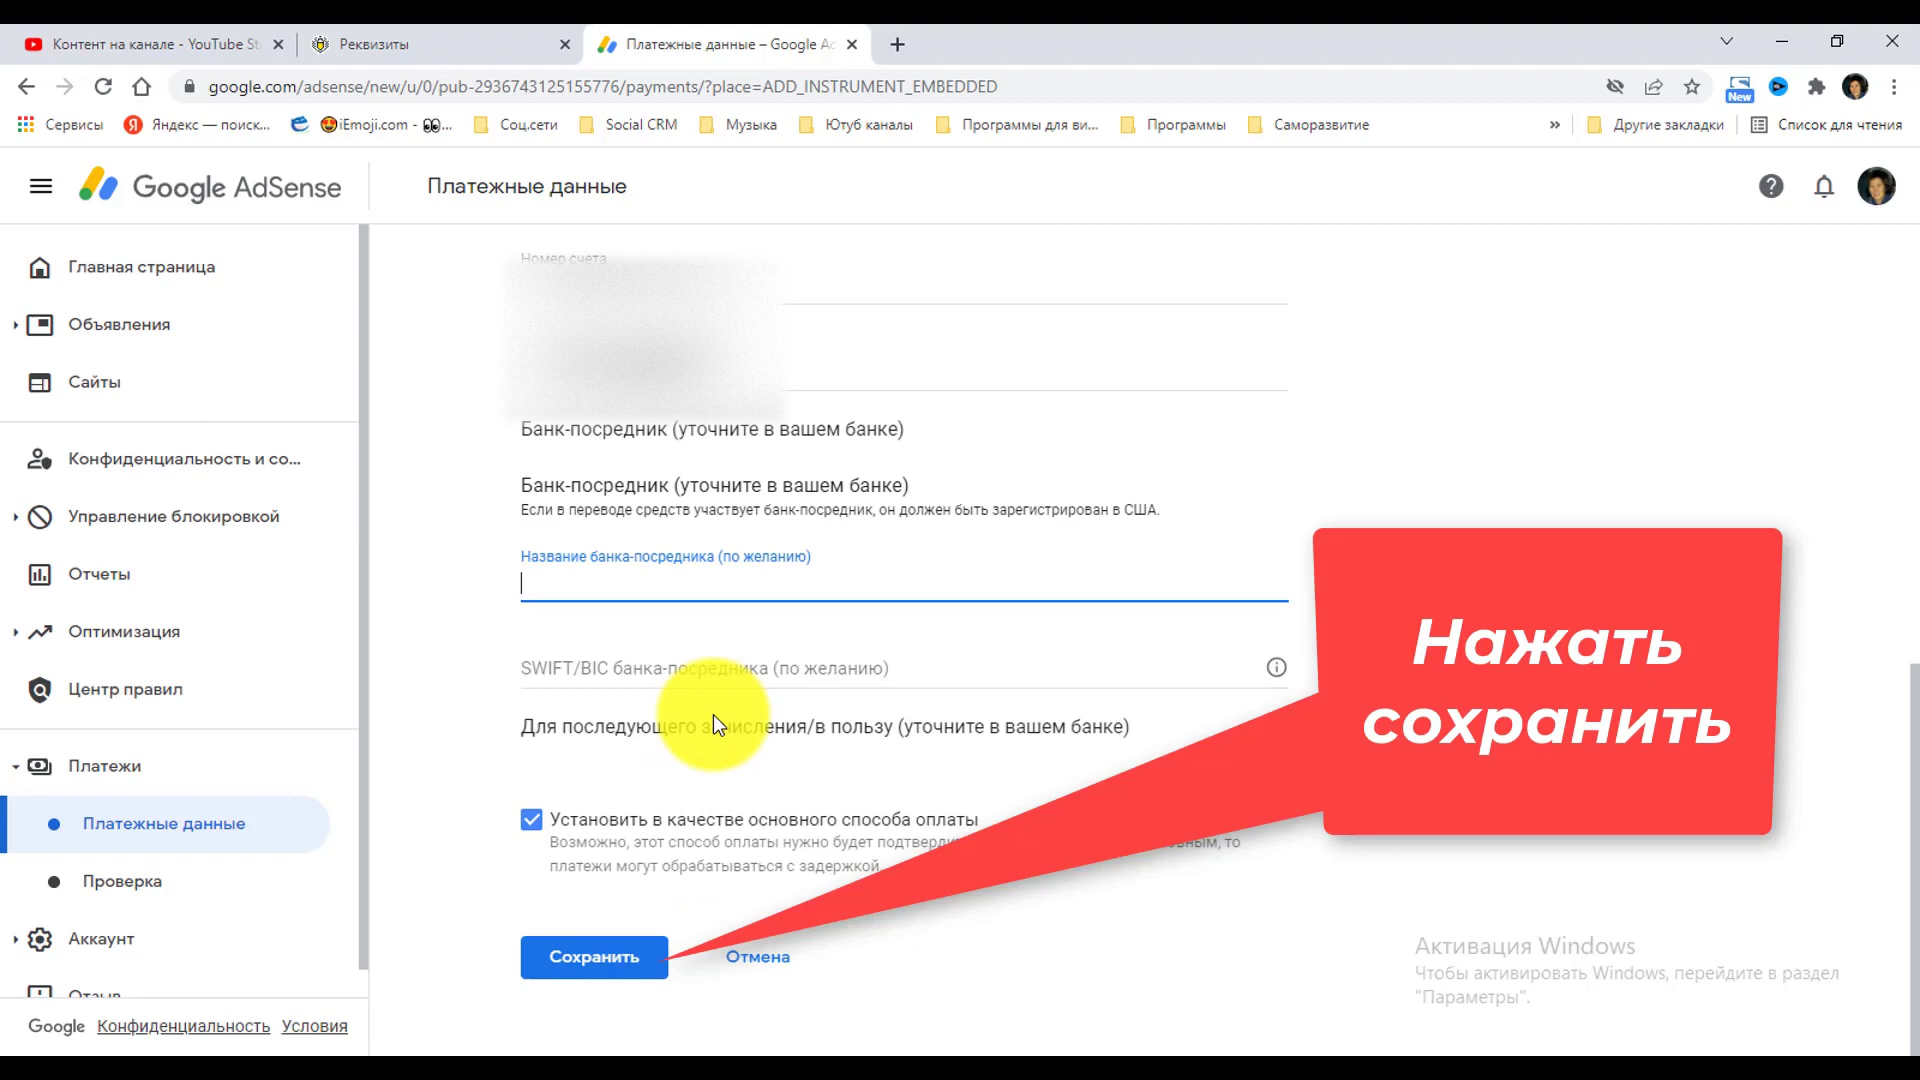 Контент на канале - YouTube St
Реквизиты
Платежные данные – Google Ad
google.com/adsense/new/u/0/pub-2936743125155776/payments/?place=ADD_INSTRUMENT_EMBEDDED
New
Сервисы
Яндекс — поиск...
iEmoji.com - 👀...
Соц.сети
Social CRM
Музыка
Ютуб каналы
Программы для ви...
Программы
Саморазвитие
»
Другие закладки
Список для чтения
Google AdSense
Платежные данные
Главная страница
Объявления
Сайты
Конфиденциальность и со...
Управление блокировкой
Отчеты
Оптимизация
Центр правил
Платежи
Платежные данные
Проверка
Аккаунт
Отзыв
Google Конфиденциальность Условия
Номер счета
Банк-посредник (уточните в вашем банке)
Банк-посредник (уточните в вашем банке)
Если в переводе средств участвует банк-посредник, он должен быть зарегистрирован в США.
Название банка-посредника (по желанию)
SWIFT/BIC банка-посредника (по желанию)
Для последующего зачисления/в пользу (уточните в вашем банке)
Установить в качестве основного способа оплаты
Возможно, этот способ оплаты нужно будет то
платежи могут обрабатываться с задержкой.
Сохранить
Отмена
Нажать
сохранить
Активация Windows
Чтобы активировать Windows, перейдите в раздел
"Параметры".